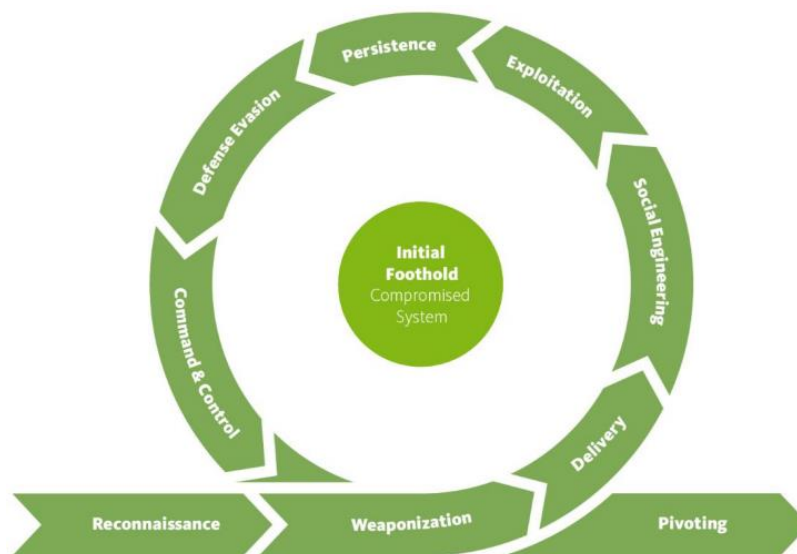 Persistence
Exploitation
Defense Evasion
Social Engineering
Initial
Foothold
Compromised
System
Command & Control
Delivery
Reconnaissance
Weaponization
Pivoting